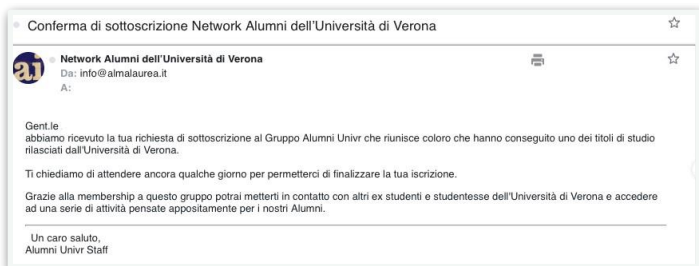 Conferma di sottoscrizione Network Alumni dell'Università di Verona
ai
Network Alumni dell'Università di Verona
Da: info@almalaurea.it
A:
Gent.le
abbiamo ricevuto la tua richiesta di sottoscrizione al Gruppo Alumni Univr che riunisce coloro che hanno conseguito uno dei titoli di studio
rilasciati dall'Università di Verona.
Ti chiediamo di attendere ancora qualche giorno per permetterci di finalizzare la tua iscrizione.
Grazie alla membership a questo gruppo potrai metterti in contatto con altri ex studenti e studentesse dell'Università di Verona e accedere
ad una serie di attività pensate appositamente per i nostri Alumni.
Un caro saluto,
Alumni Univr Staff